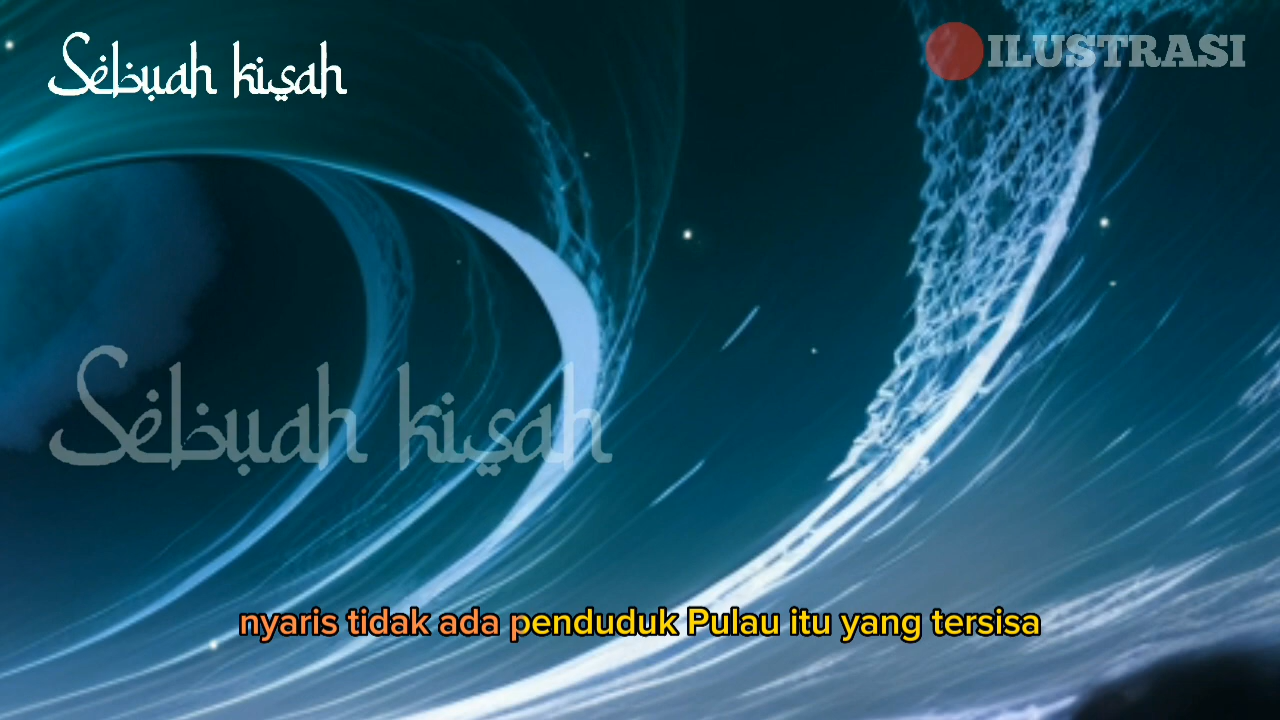 Sebuah kisah
ILUSTRASI
Sebuah kisah
nyaris tidak ada penduduk Pulau itu yang tersisa